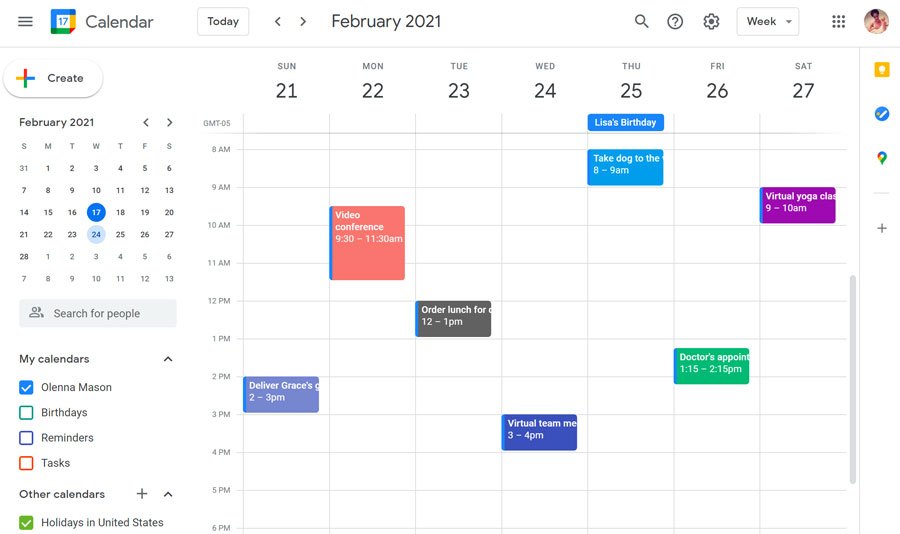 17 Calendar Today February 2021 Week
Create
February 2021
S M T W T F S
31 1 2 3 4 5 6
7 8 9 10 11 12 13
14 15 16 17 18 19 20
21 22 23 24 25 26 27
28 1 2 3 4 5 6
7 8 9 10 11 12 13
Search for people
My calendars
Olenna Mason
Birthdays
Reminders
Tasks
Other calendars
Holidays in United States
SUN MON TUE WED THU FRI SAT
21 22 23 24 25 26 27
GMT-05
Lisa's Birthday
8 AM
Take dog to the
8 – 9am
9 AM
Virtual yoga clas
9 – 10am
10 AM
Video
conference
9:30 – 11:30am
11 AM
12 PM
Order lunch for
12 – 1pm
1 PM
Doctor's appoint
1:15 – 2:15pm
2 PM
Deliver Grace's g
2 – 3pm
3 PM
Virtual team me
3 – 4pm
4 PM
5 PM
6 PM